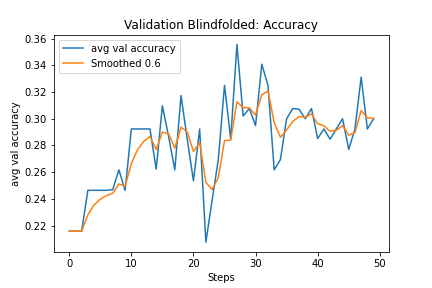 Validation Blindfolded: Accuracy
avg val accuracy
Smoothed 0.6
0.36
0.34
0.32
0.30
0.28
0.26
0.24
0.22
avg val accuracy
0
10
20
30
40
50
Steps